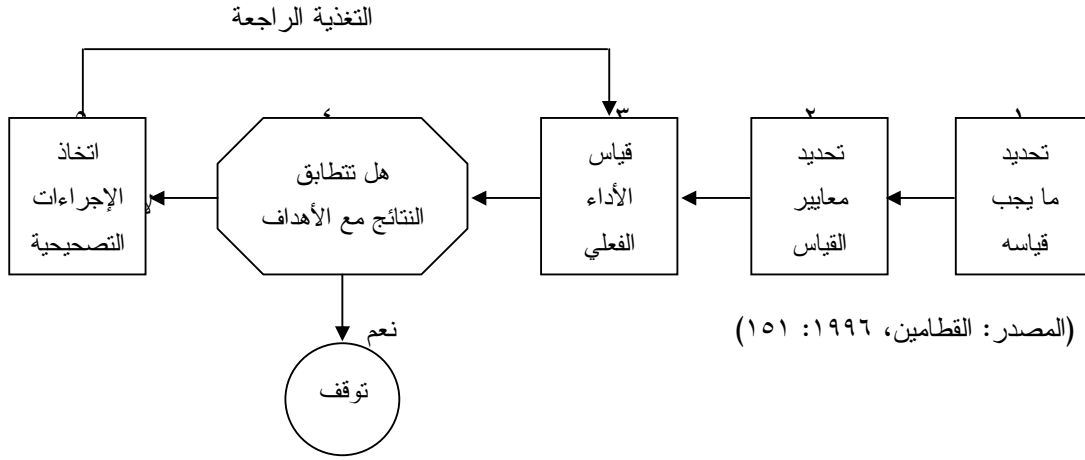 التغذية الراجعة
١
تحديد
ما يجب
قياسه
٢
تحديد
معايير
القياس
٣
قياس
الأداء
الفعلي
٤
هل تتطابق
النتائج مع الأهداف
لا
٥
اتخاذ
الإجراءات
التصحيحية
نعم
توقف
(المصدر: القطامين، ١٩٩٦: ١٥١)